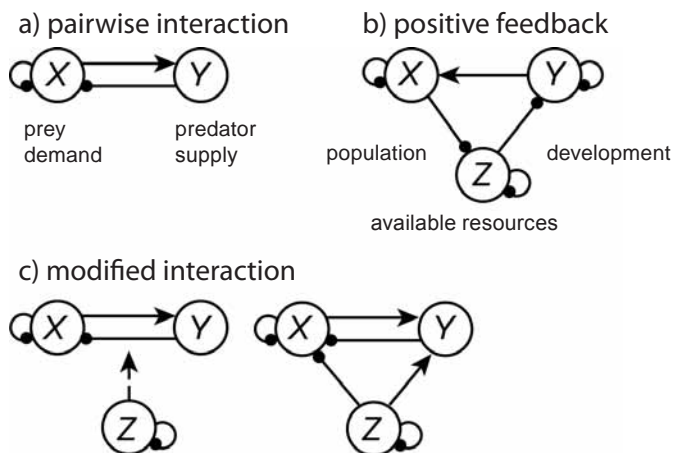 a) pairwise interaction
X Y
prey predator
demand supply
b) positive feedback
X Y
population development
Z
available resources
c) modified interaction
X Y X Y
Z Z